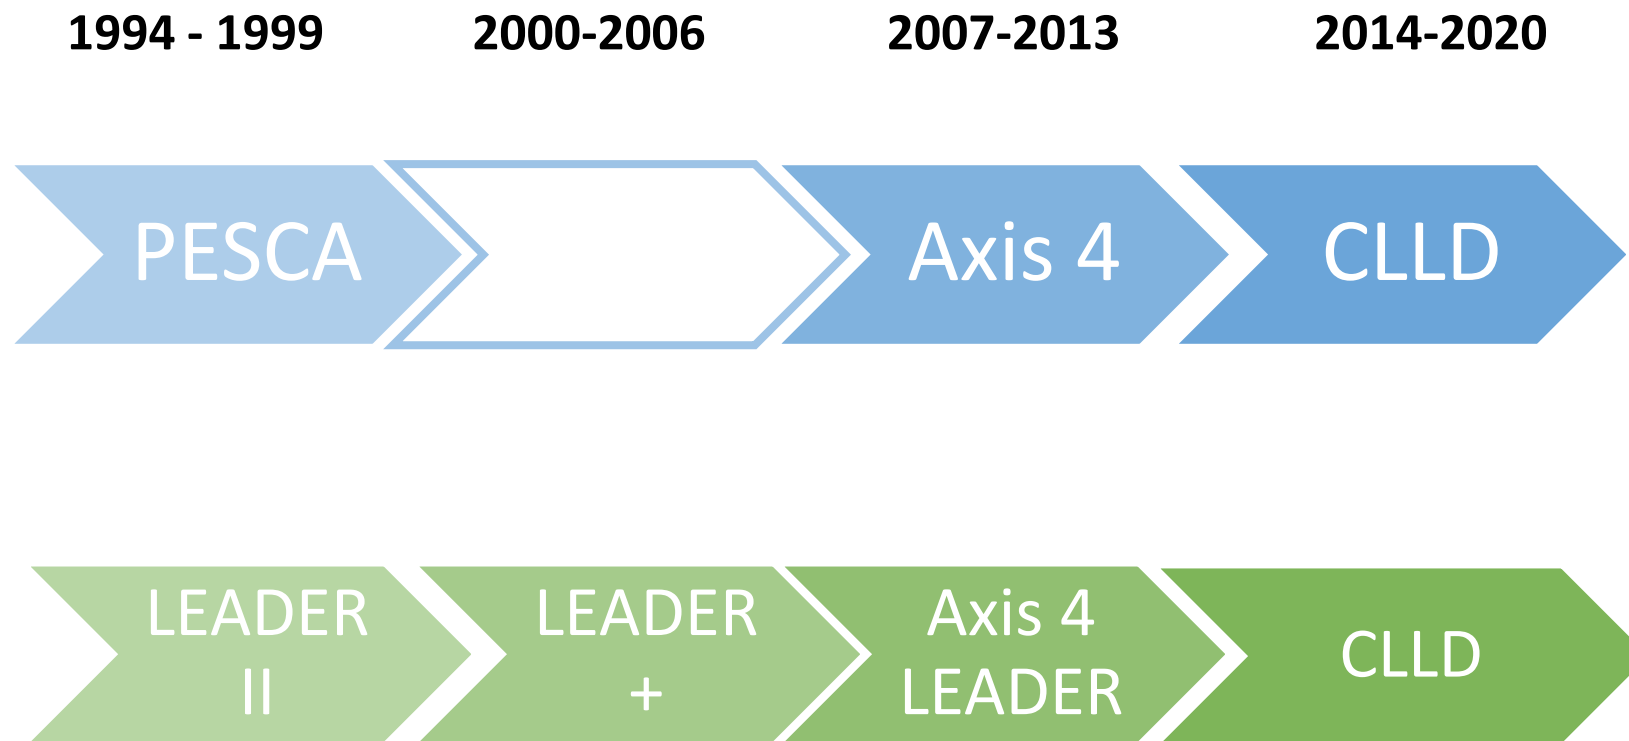 1994 - 1999
2000-2006
2007-2013
2014-2020
PESCA
Axis 4
CLLD
LEADER
II
LEADER
+
Axis 4
LEADER
CLLD